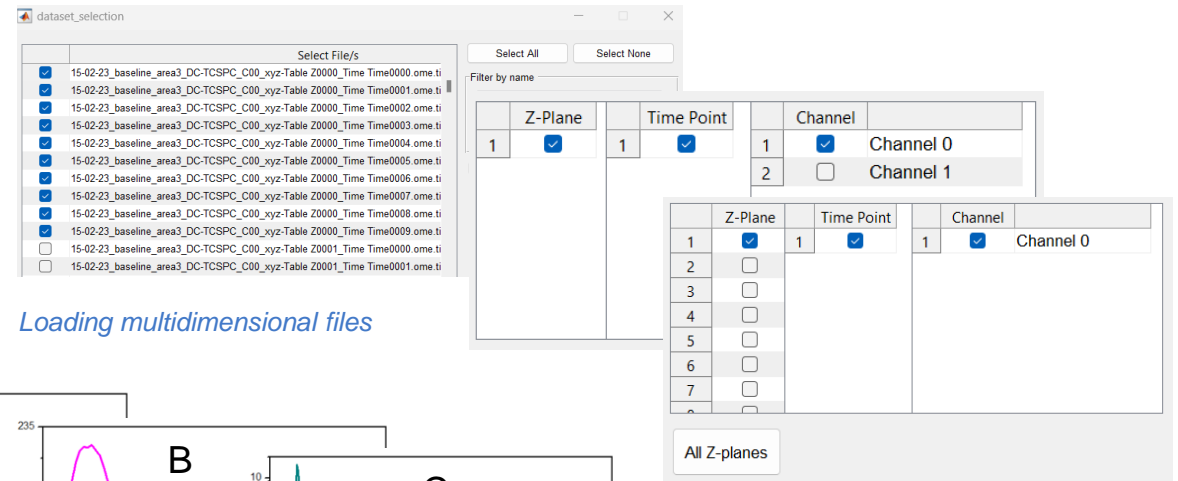 dataset_selection
Select File/s
15-02-23_baseline_area3_DC-TCSPC_C00_xyz-Table Z0000_Time Time0000.ome.ti
15-02-23_baseline_area3_DC-TCSPC_C00_xyz-Table Z0000_Time Time0001.ome.ti
15-02-23_baseline_area3_DC-TCSPC_C00_xyz-Table Z0000_Time Time0002.ome.ti
15-02-23_baseline_area3_DC-TCSPC_C00_xyz-Table Z0000_Time Time0003.ome.ti
15-02-23_baseline_area3_DC-TCSPC_C00_xyz-Table Z0000_Time Time0004.ome.ti
15-02-23_baseline_area3_DC-TCSPC_C00_xyz-Table Z0000_Time Time0005.ome.ti
15-02-23_baseline_area3_DC-TCSPC_C00_xyz-Table Z0000_Time Time0006.ome.ti
15-02-23_baseline_area3_DC-TCSPC_C00_xyz-Table Z0000_Time Time0007.ome.ti
15-02-23_baseline_area3_DC-TCSPC_C00_xyz-Table Z0000_Time Time0008.ome.ti
15-02-23_baseline_area3_DC-TCSPC_C00_xyz-Table Z0000_Time Time0009.ome.ti
15-02-23_baseline_area3_DC-TCSPC_C00_xyz-Table Z0001_Time Time0000.ome.ti
15-02-23_baseline_area3_DC-TCSPC_C00_xyz-Table Z0001_Time Time0001.ome.ti
Select All Select None
Filter by name
Z-Plane Time Point Channel
1 1 1 Channel 0
2 Channel 1
Z-Plane Time Point Channel
1 1 1 Channel 0
2
3
4
5
6
7
All Z-planes
Loading multidimensional files
235
B
10